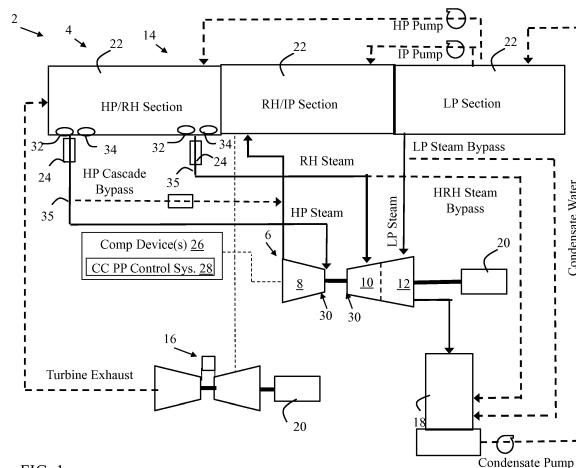 2
4
14
22
22
22
HP Pump
IP Pump
HP/RH Section
RH/IP Section
LP Section
32
34
32
34
24
24
35
35
HP Cascade
Bypass
RH Steam
LP Steam Bypass
HRH Steam
Bypass
HP Steam
LP Steam
Condensate Water
Comp Device(s) 26
CC PP Control Sys. 28
6
8
10
12
20
30
30
16
Turbine Exhaust
20
18
Condensate Pump